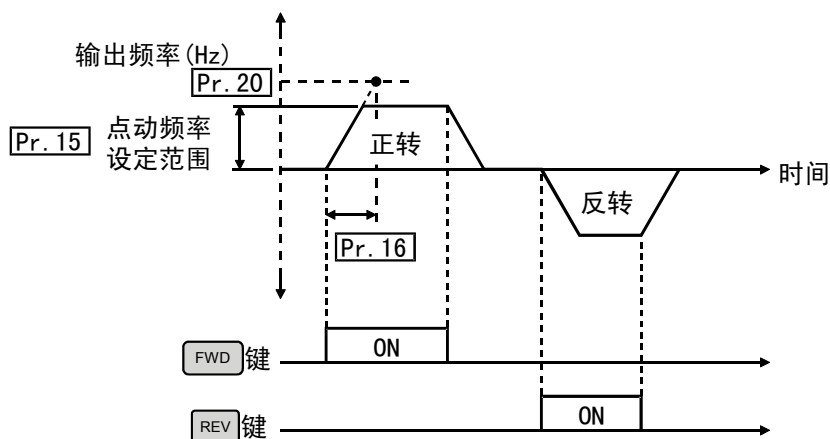 输出频率(Hz)
Pr. 20
Pr. 15
点动频率
设定范围
正转
时间
反转
Pr. 16
FWD 键
ON
REV 键
ON